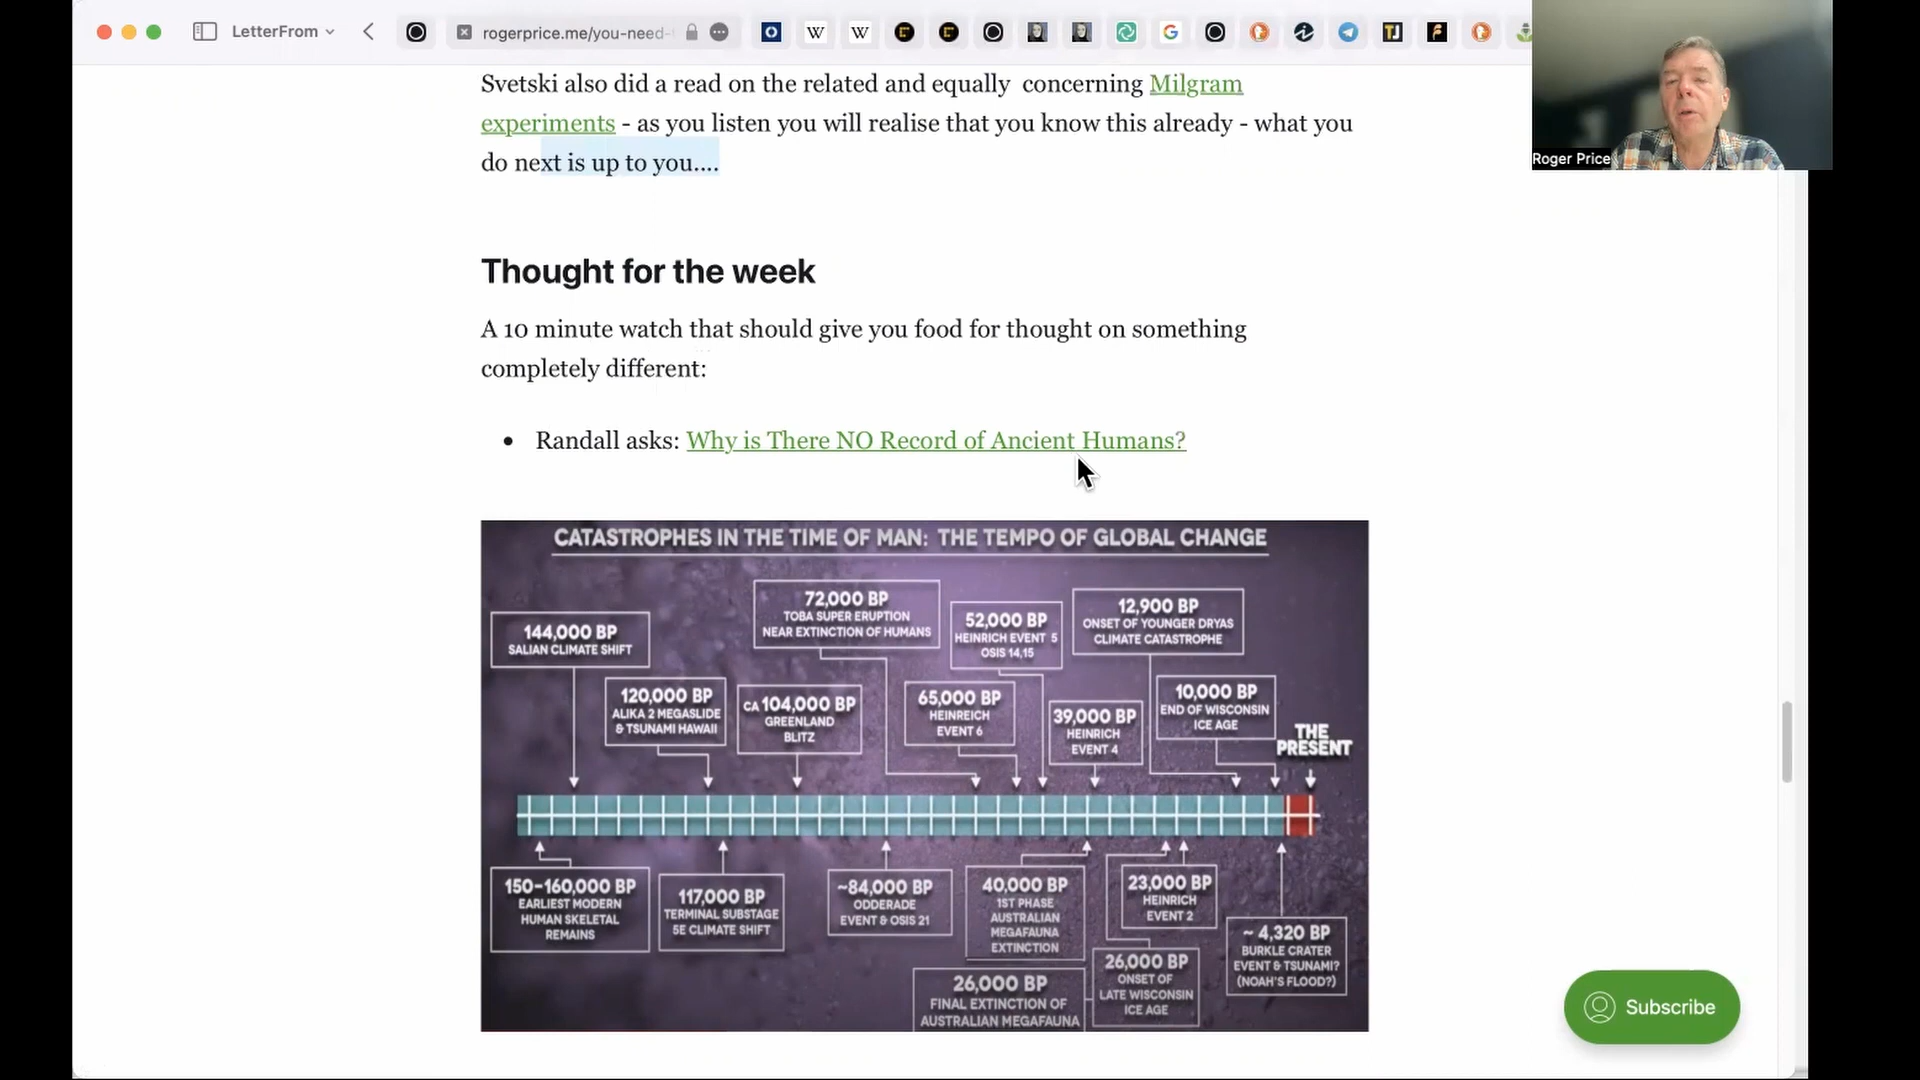 LetterFrom
rogerprice.me/you-need-
Roger Price
Svetski also did a read on the related and equally concerning Milgram
experiments - as you listen you will realise that you know this already - what you
do next is up to you....
Thought for the week
A 10 minute watch that should give you food for thought on something
completely different:
• Randall asks: Why is There NO Record of Ancient Humans?
CATASTROPHES IN THE TIME OF MAN: THE TEMPO OF GLOBAL CHANGE
144,000 BP
SALIAN CLIMATE SHIFT
120,000 BP
ALIKA 2 MEGASLIDE
& TSUNAMI HAWAII
CA 104,000 BP
GREENLAND
BLITZ
72,000 BP
TOBA SUPER ERUPTION
NEAR EXTINCTION OF HUMANS
65,000 BP
HEINREICH
EVENT 6
52,000 BP
HEINRICH EVENT 5
OSIS 14,15
39,000 BP
HEINRICH
EVENT 4
12,900 BP
ONSET OF YOUNGER DRYAS
CLIMATE CATASTROPHE
10,000 BP
END OF WISCONSIN
ICE AGE
THE
PRESENT
150-160,000 BP
EARLIEST MODERN
HUMAN SKELETAL
REMAINS
117,000 BP
TERMINAL SUBSTAGE
5E CLIMATE SHIFT
~84,000 BP
ODDERADE
EVENT & OSIS 21
40,000 BP
1ST PHASE
AUSTRALIAN
MEGAFAUNA
EXTINCTION
26,000 BP
FINAL EXTINCTION OF
AUSTRALIAN MEGAFAUNA
26,000 BP
ONSET OF
LATE WISCONSIN
ICE AGE
23,000 BP
HEINRICH
EVENT 2
~ 4,320 BP
BURKLE CRATER
EVENT & TSUNAMI?
(NOAH'S FLOOD?)
Subscribe